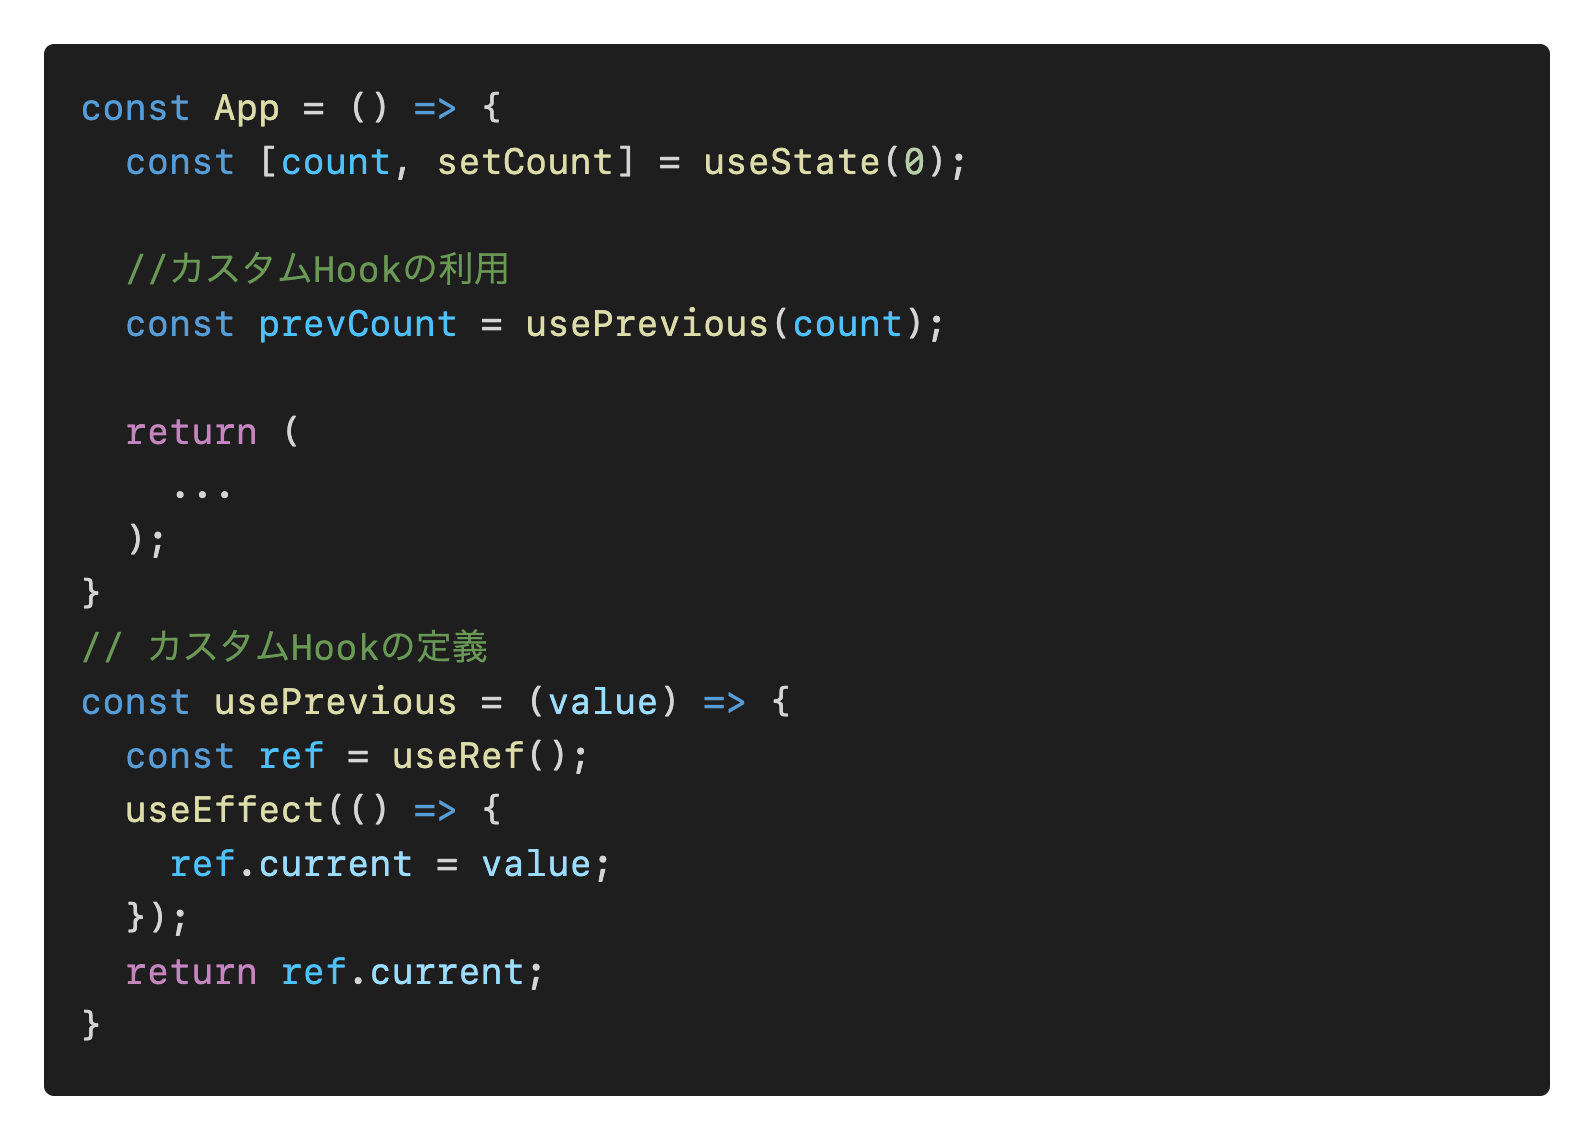 const App = () => {
  const [count, setCount] = useState(0);

  //カスタムHookの利用
  const prevCount = usePrevious(count);

  return (
    ...
  );
}
// カスタムHookの定義
const usePrevious = (value) => {
  const ref = useRef();
  useEffect(() => {
    ref.current = value;
  });
  return ref.current;
}